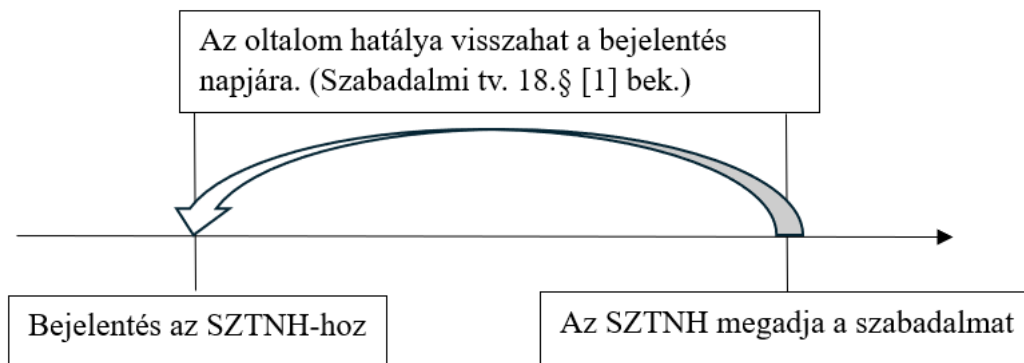 Az oltalom hatálya visszahat a bejelentés
napjára. (Szabadalmi tv. 18.§ [1] bek.)
Bejelentés az SZTNH-hoz
Az SZTNH megadja a szabadalmat